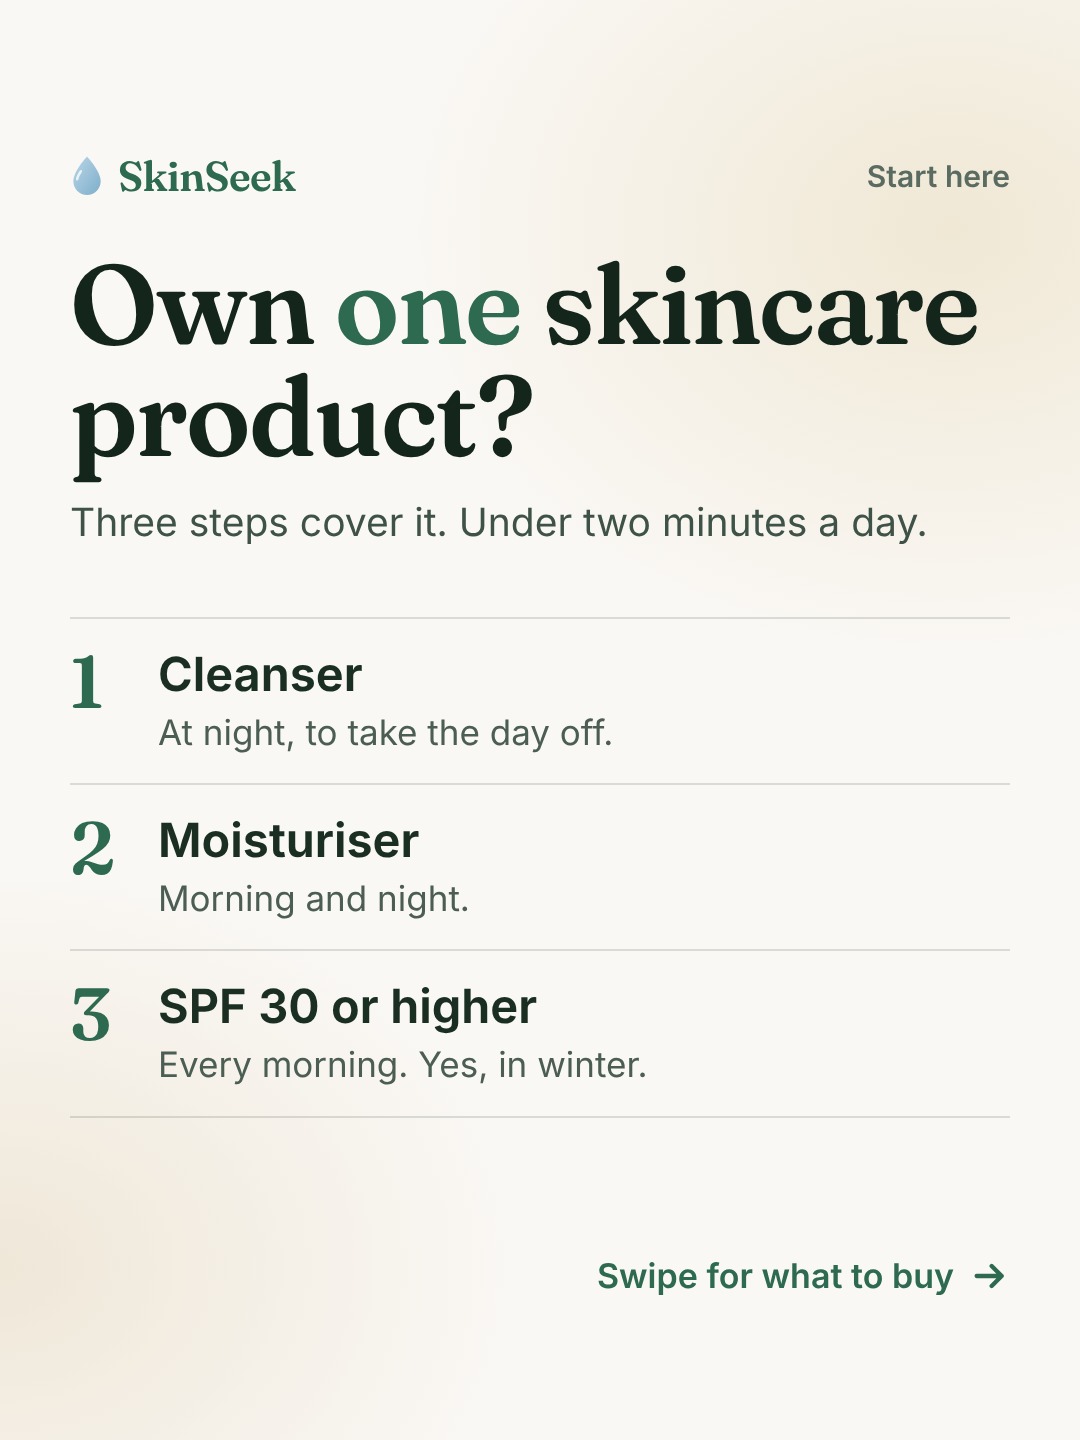 SkinSeek
Start here
Own one skincare
product?
Three steps cover it. Under two minutes a day.
1
Cleanser
At night, to take the day off.
2
Moisturiser
Morning and night.
3
SPF 30 or higher
Every morning. Yes, in winter.
Swipe for what to buy →